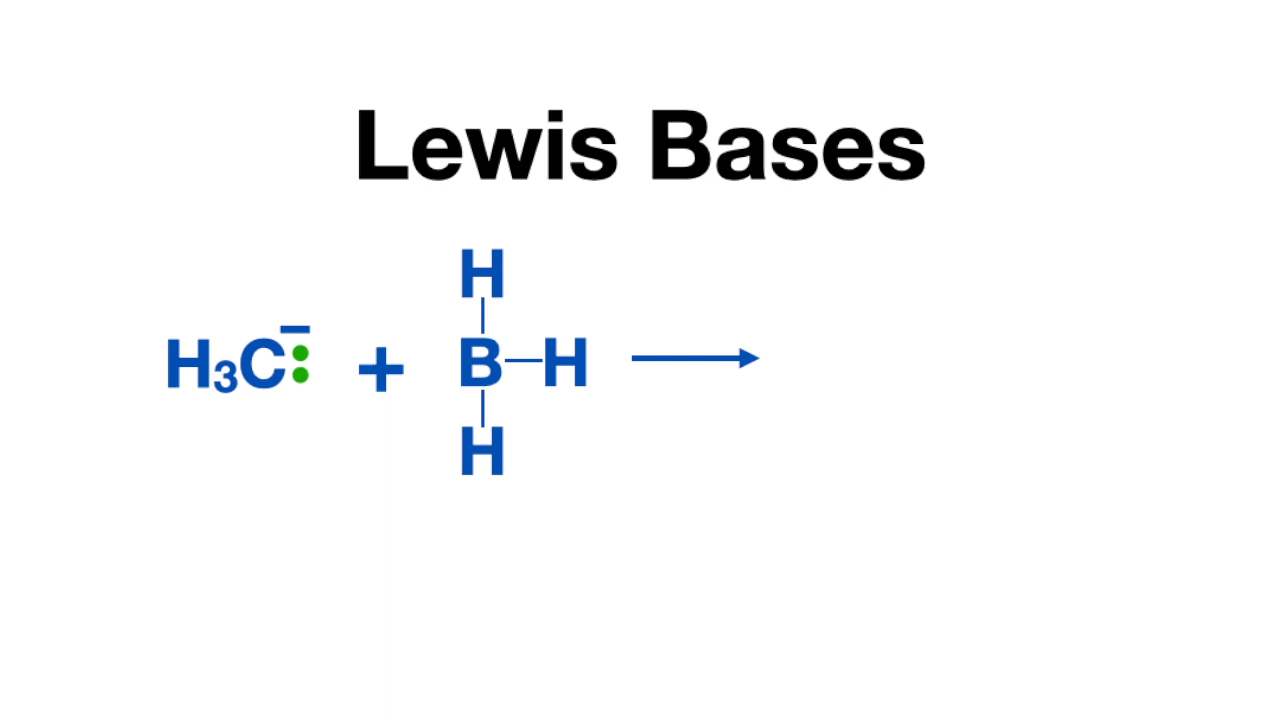 Lewis Bases
H
H₃C:⁻ + B–H →
H